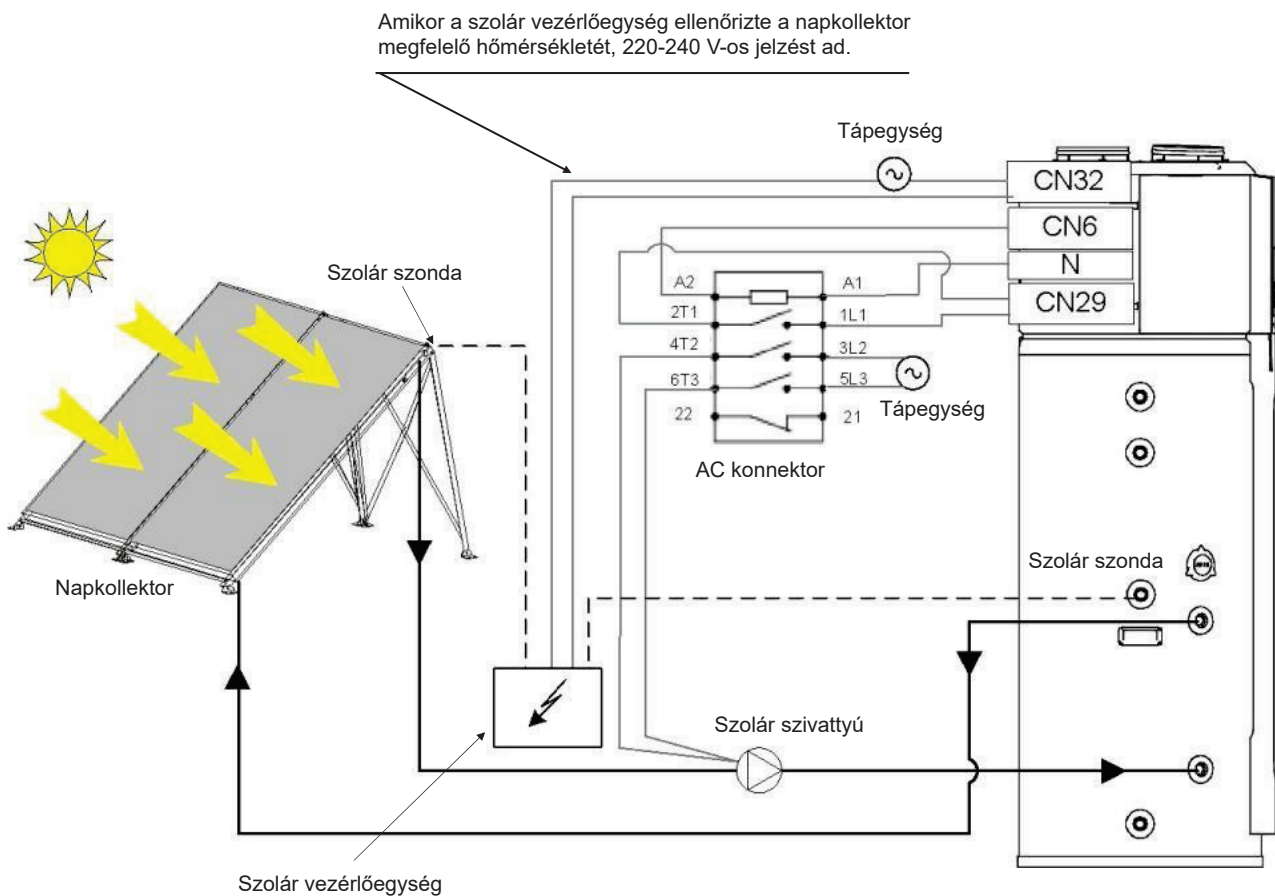 Amikor a szolár vezérlőegység ellenőrizte a napkollektor
megfelelő hőmérsékletét, 220-240 V-os jelzést ad.
Tápegység
CN32
CN6
N
CN29
Szolár szonda
A2
A1
2T1
1L1
4T2
3L2
6T3
5L3
22
21
Tápegység
AC konnektor
Napkollektor
Szolár szonda
Szolár szivattyú
Szolár vezérlőegység